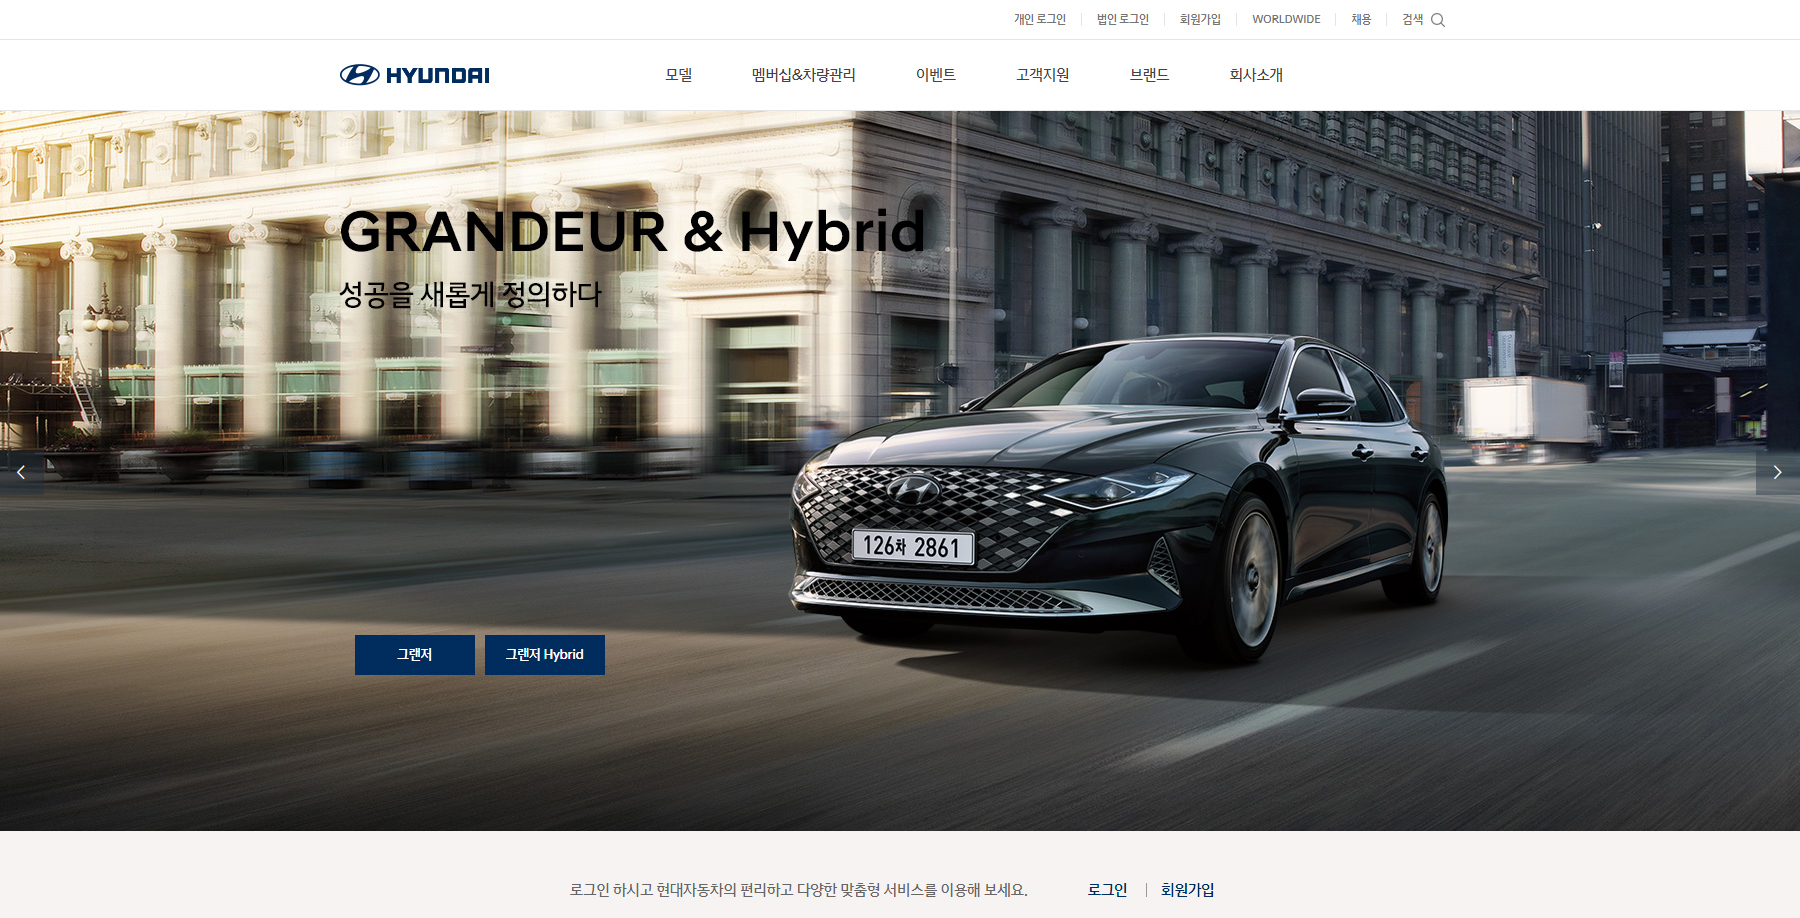 개인 로그인 법인 로그인 회원가입 WORLDWIDE 채용 검색
HYUNDAI 모델 멤버십&차량관리 이벤트 고객지원 브랜드 회사소개
GRANDEUR & Hybrid
성공을 새롭게 정의하다
126차 2861
그랜저 그랜저 Hybrid
로그인 하시고 현대자동차의 편리하고 다양한 맞춤형 서비스를 이용해 보세요. 로그인 회원가입